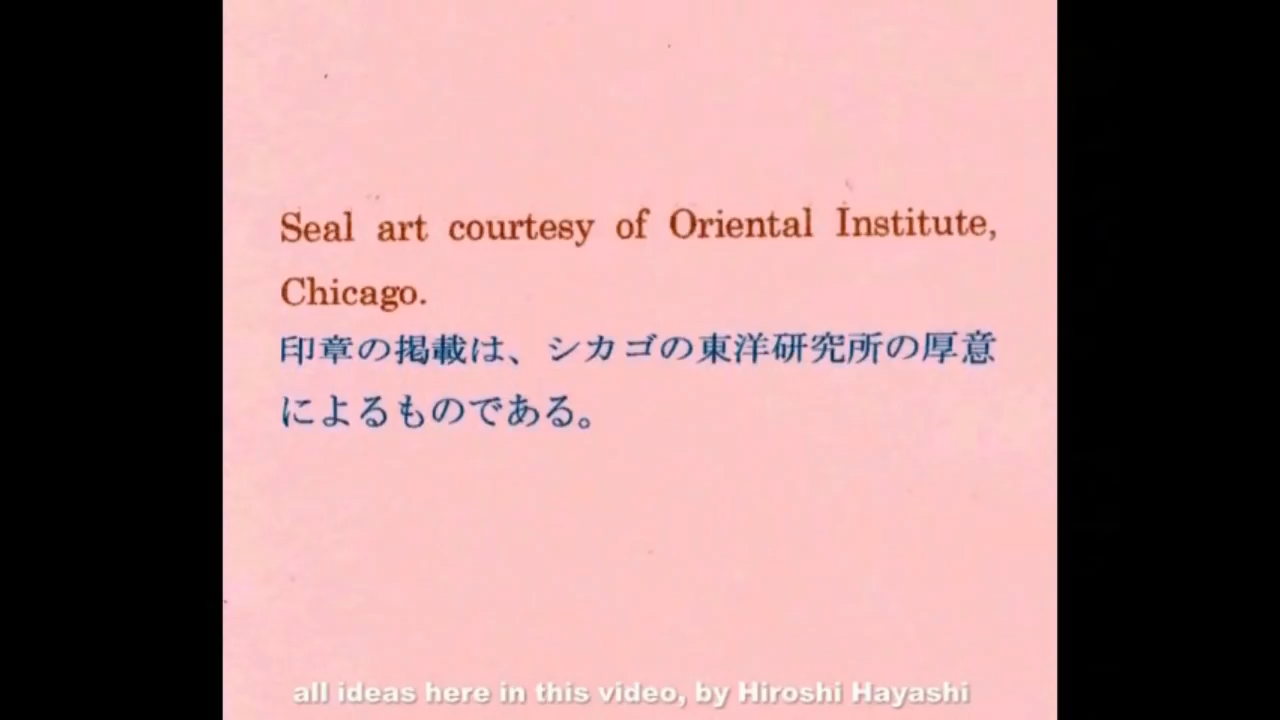 Seal art courtesy of Oriental Institute,
Chicago.
印章の掲載は、シカゴの東洋研究所の厚意
によるものである。
all ideas here in this video, by Hiroshi Hayashi